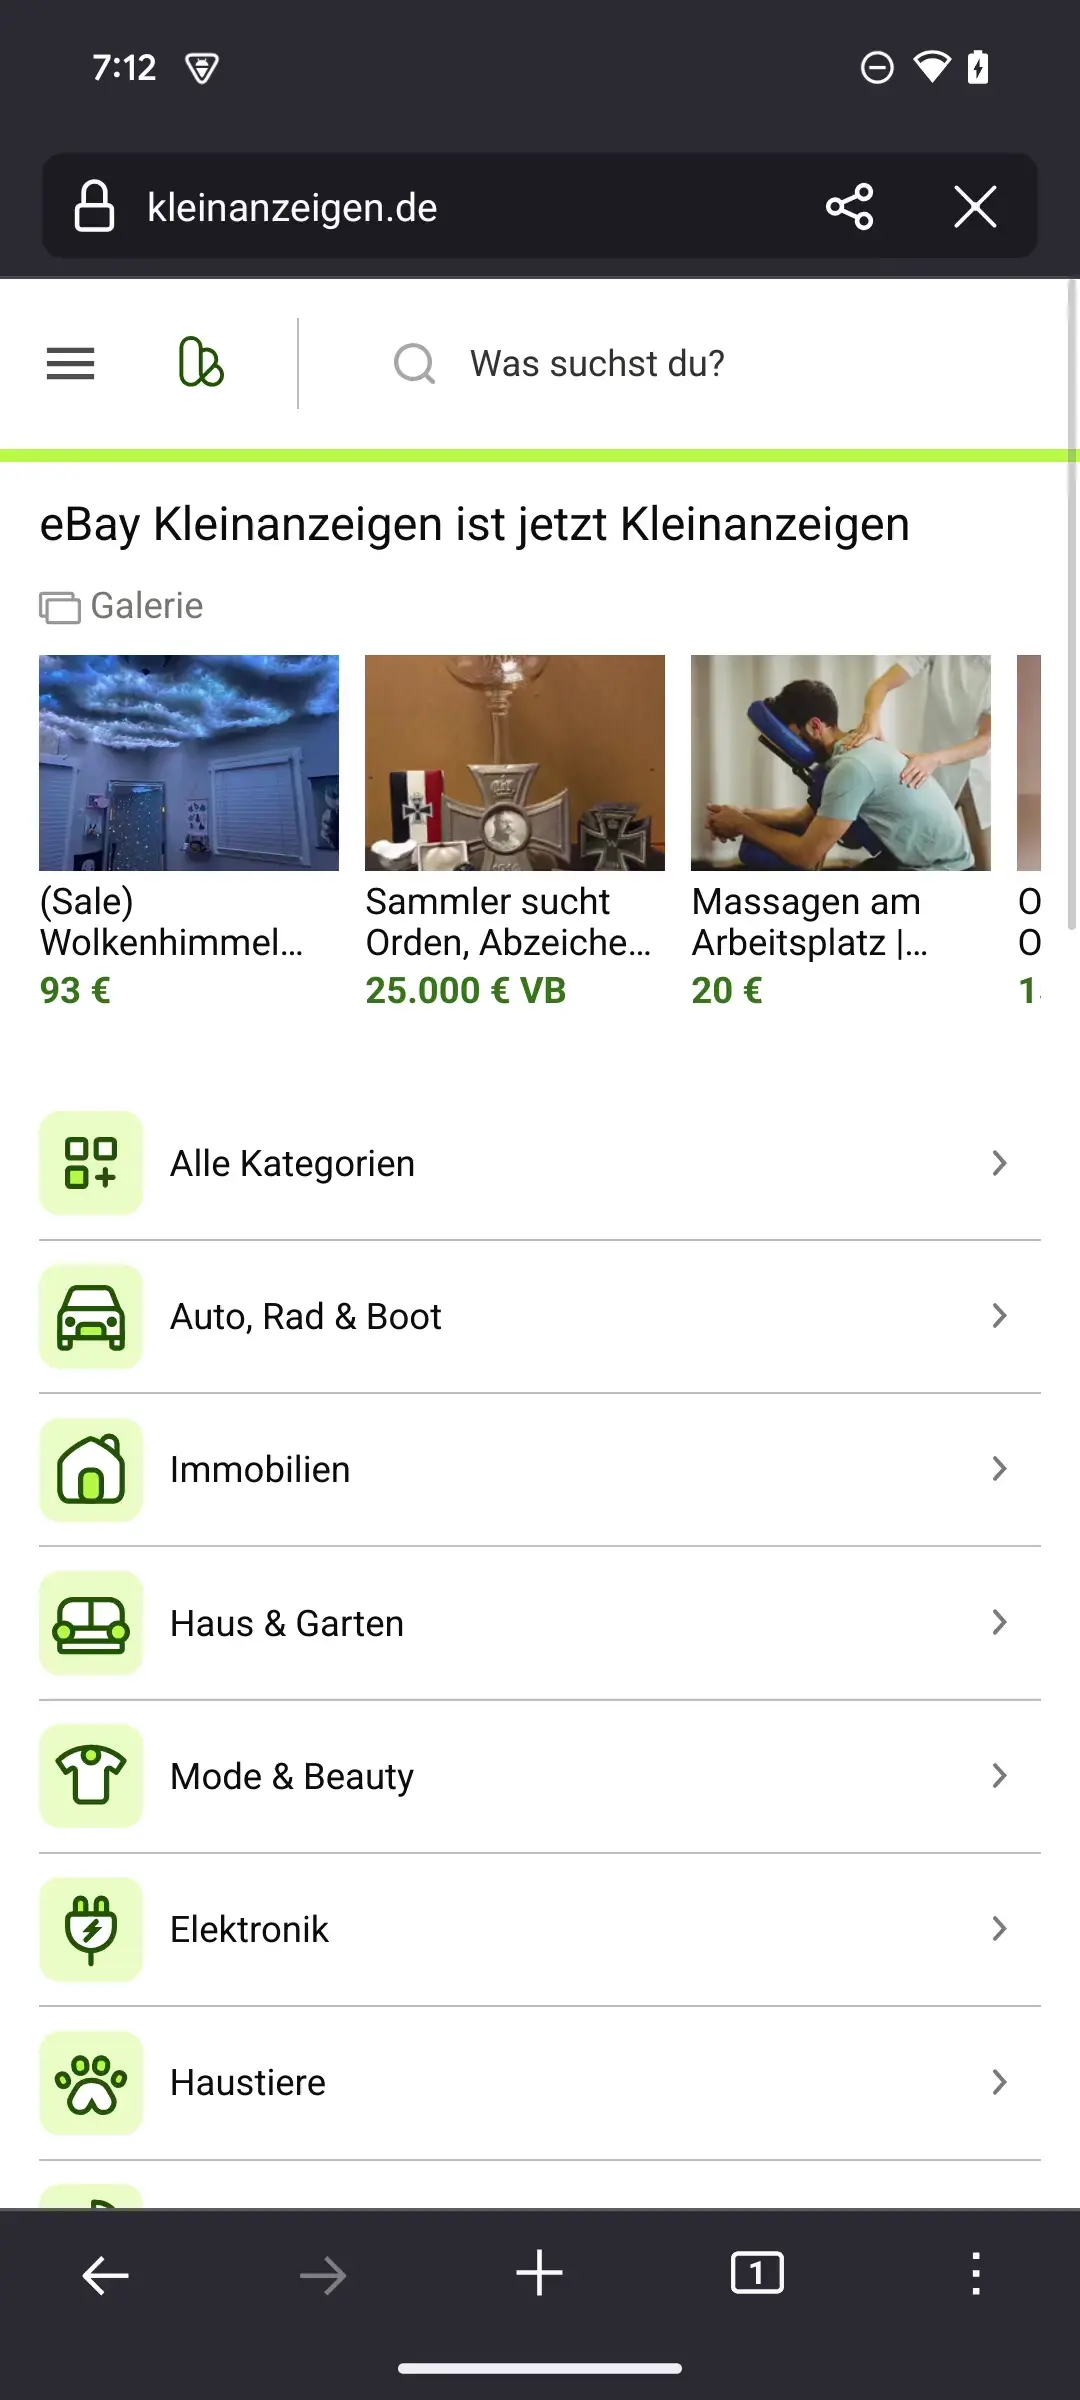 7:12
kleinanzeigen.de
Was suchst du?
eBay Kleinanzeigen ist jetzt Kleinanzeigen
Galerie
(Sale)
Wolkenhimmel...
93 €
Sammler sucht
Orden, Abzeiche...
25.000 € VB
Massagen am
Arbeitsplatz |...
20 €
O
O
1
Alle Kategorien
Auto, Rad & Boot
Immobilien
Haus & Garten
Mode & Beauty
Elektronik
Haustiere
1